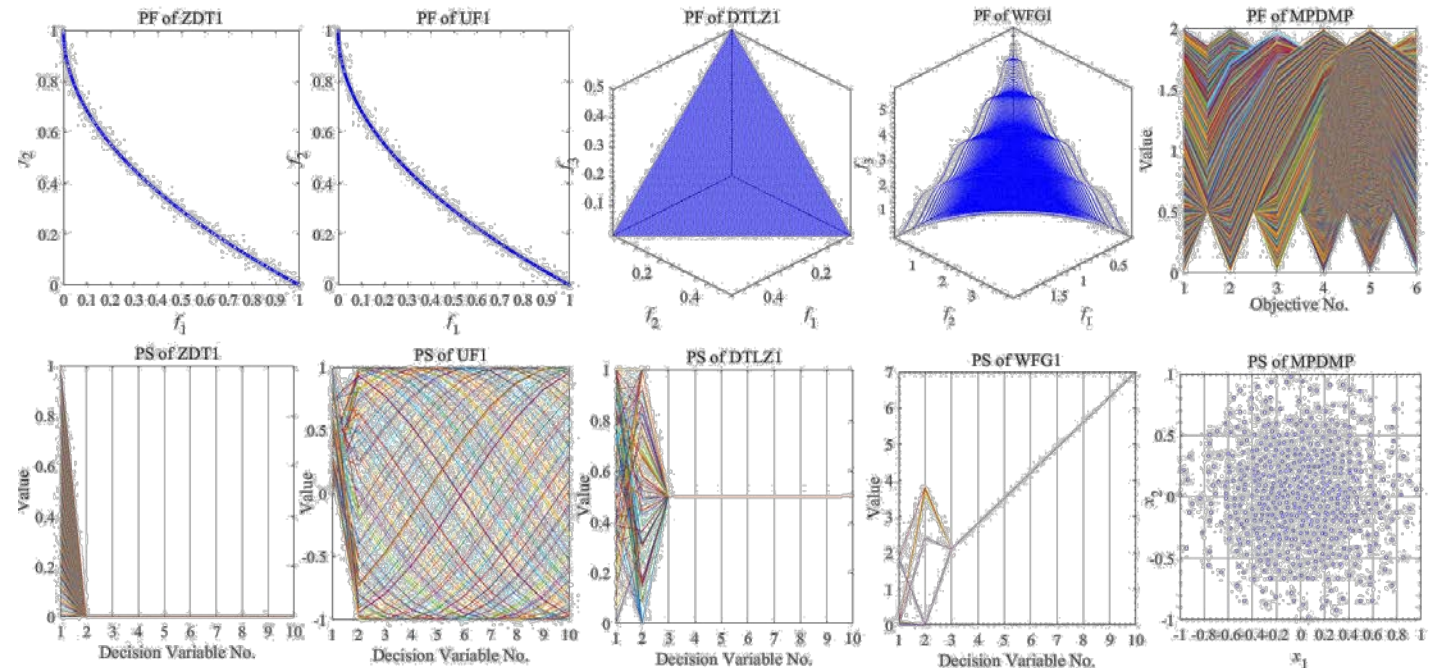 PF of ZDT1
PF of UF1
PF of DTLZ1
PF of WFG1
PF of MPDMP
1
0.8
0.6
0.4
0.2
0
f2
0 0.1 0.2 0.3 0.4 0.5 0.6 0.7 0.8 0.9 1
f1
1
0.8
0.6
0.4
0.2
0
f2
0 0.1 0.2 0.3 0.4 0.5 0.6 0.7 0.8 0.9 1
f1
0.5
0.4
0.3
0.2
0.1
f3
0.2 0.2
0.4 0.4
f2 f1
5
4
3
2
1
f3
1 0.5
2 1
3 1.5
f2 f1
2
1.5
1
0.5
0
Value
1 2 3 4 5 6
Objective No.
PS of ZDT1
PS of UF1
PS of DTLZ1
PS of WFG1
PS of MPDMP
1
0.8
0.6
0.4
0.2
0
Value
1 2 3 4 5 6 7 8 9 10
Decision Variable No.
1
0.5
0
-0.5
-1
Value
1 2 3 4 5 6 7 8 9 10
Decision Variable No.
1
0.8
0.6
0.4
0.2
0
Value
1 2 3 4 5 6 7 8 9 10
Decision Variable No.
7
6
5
4
3
2
1
0
Value
1 2 3 4 5 6 7 8 9 10
Decision Variable No.
1
0.5
0
-0.5
-1
x2
-1 -0.8-0.6-0.4-0.2 0 0.2 0.4 0.6 0.8 1
x1